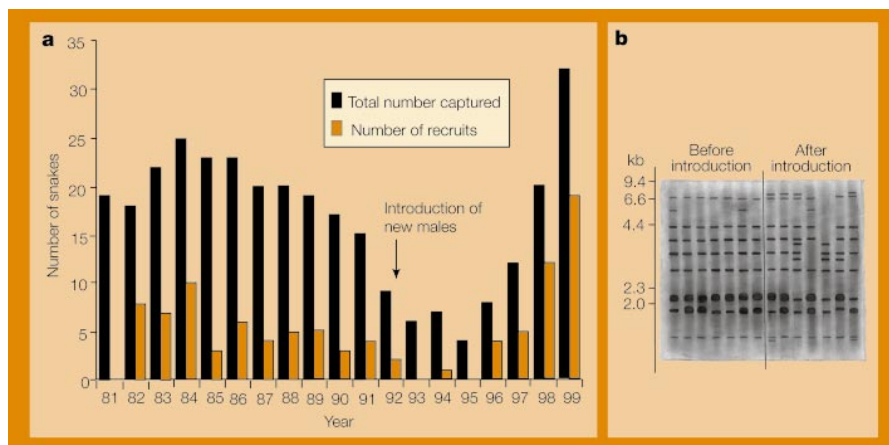 a
35
30
25
20
15
10
5
0
Number of snakes
Total number captured
Number of recruits
Introduction of
new males
81 82 83 84 85 86 87 88 89 90 91 92 93 94 95 96 97 98 99
Year
b
Before
introduction
After
introduction
kb
9.4
6.6
4.4
2.3
2.0